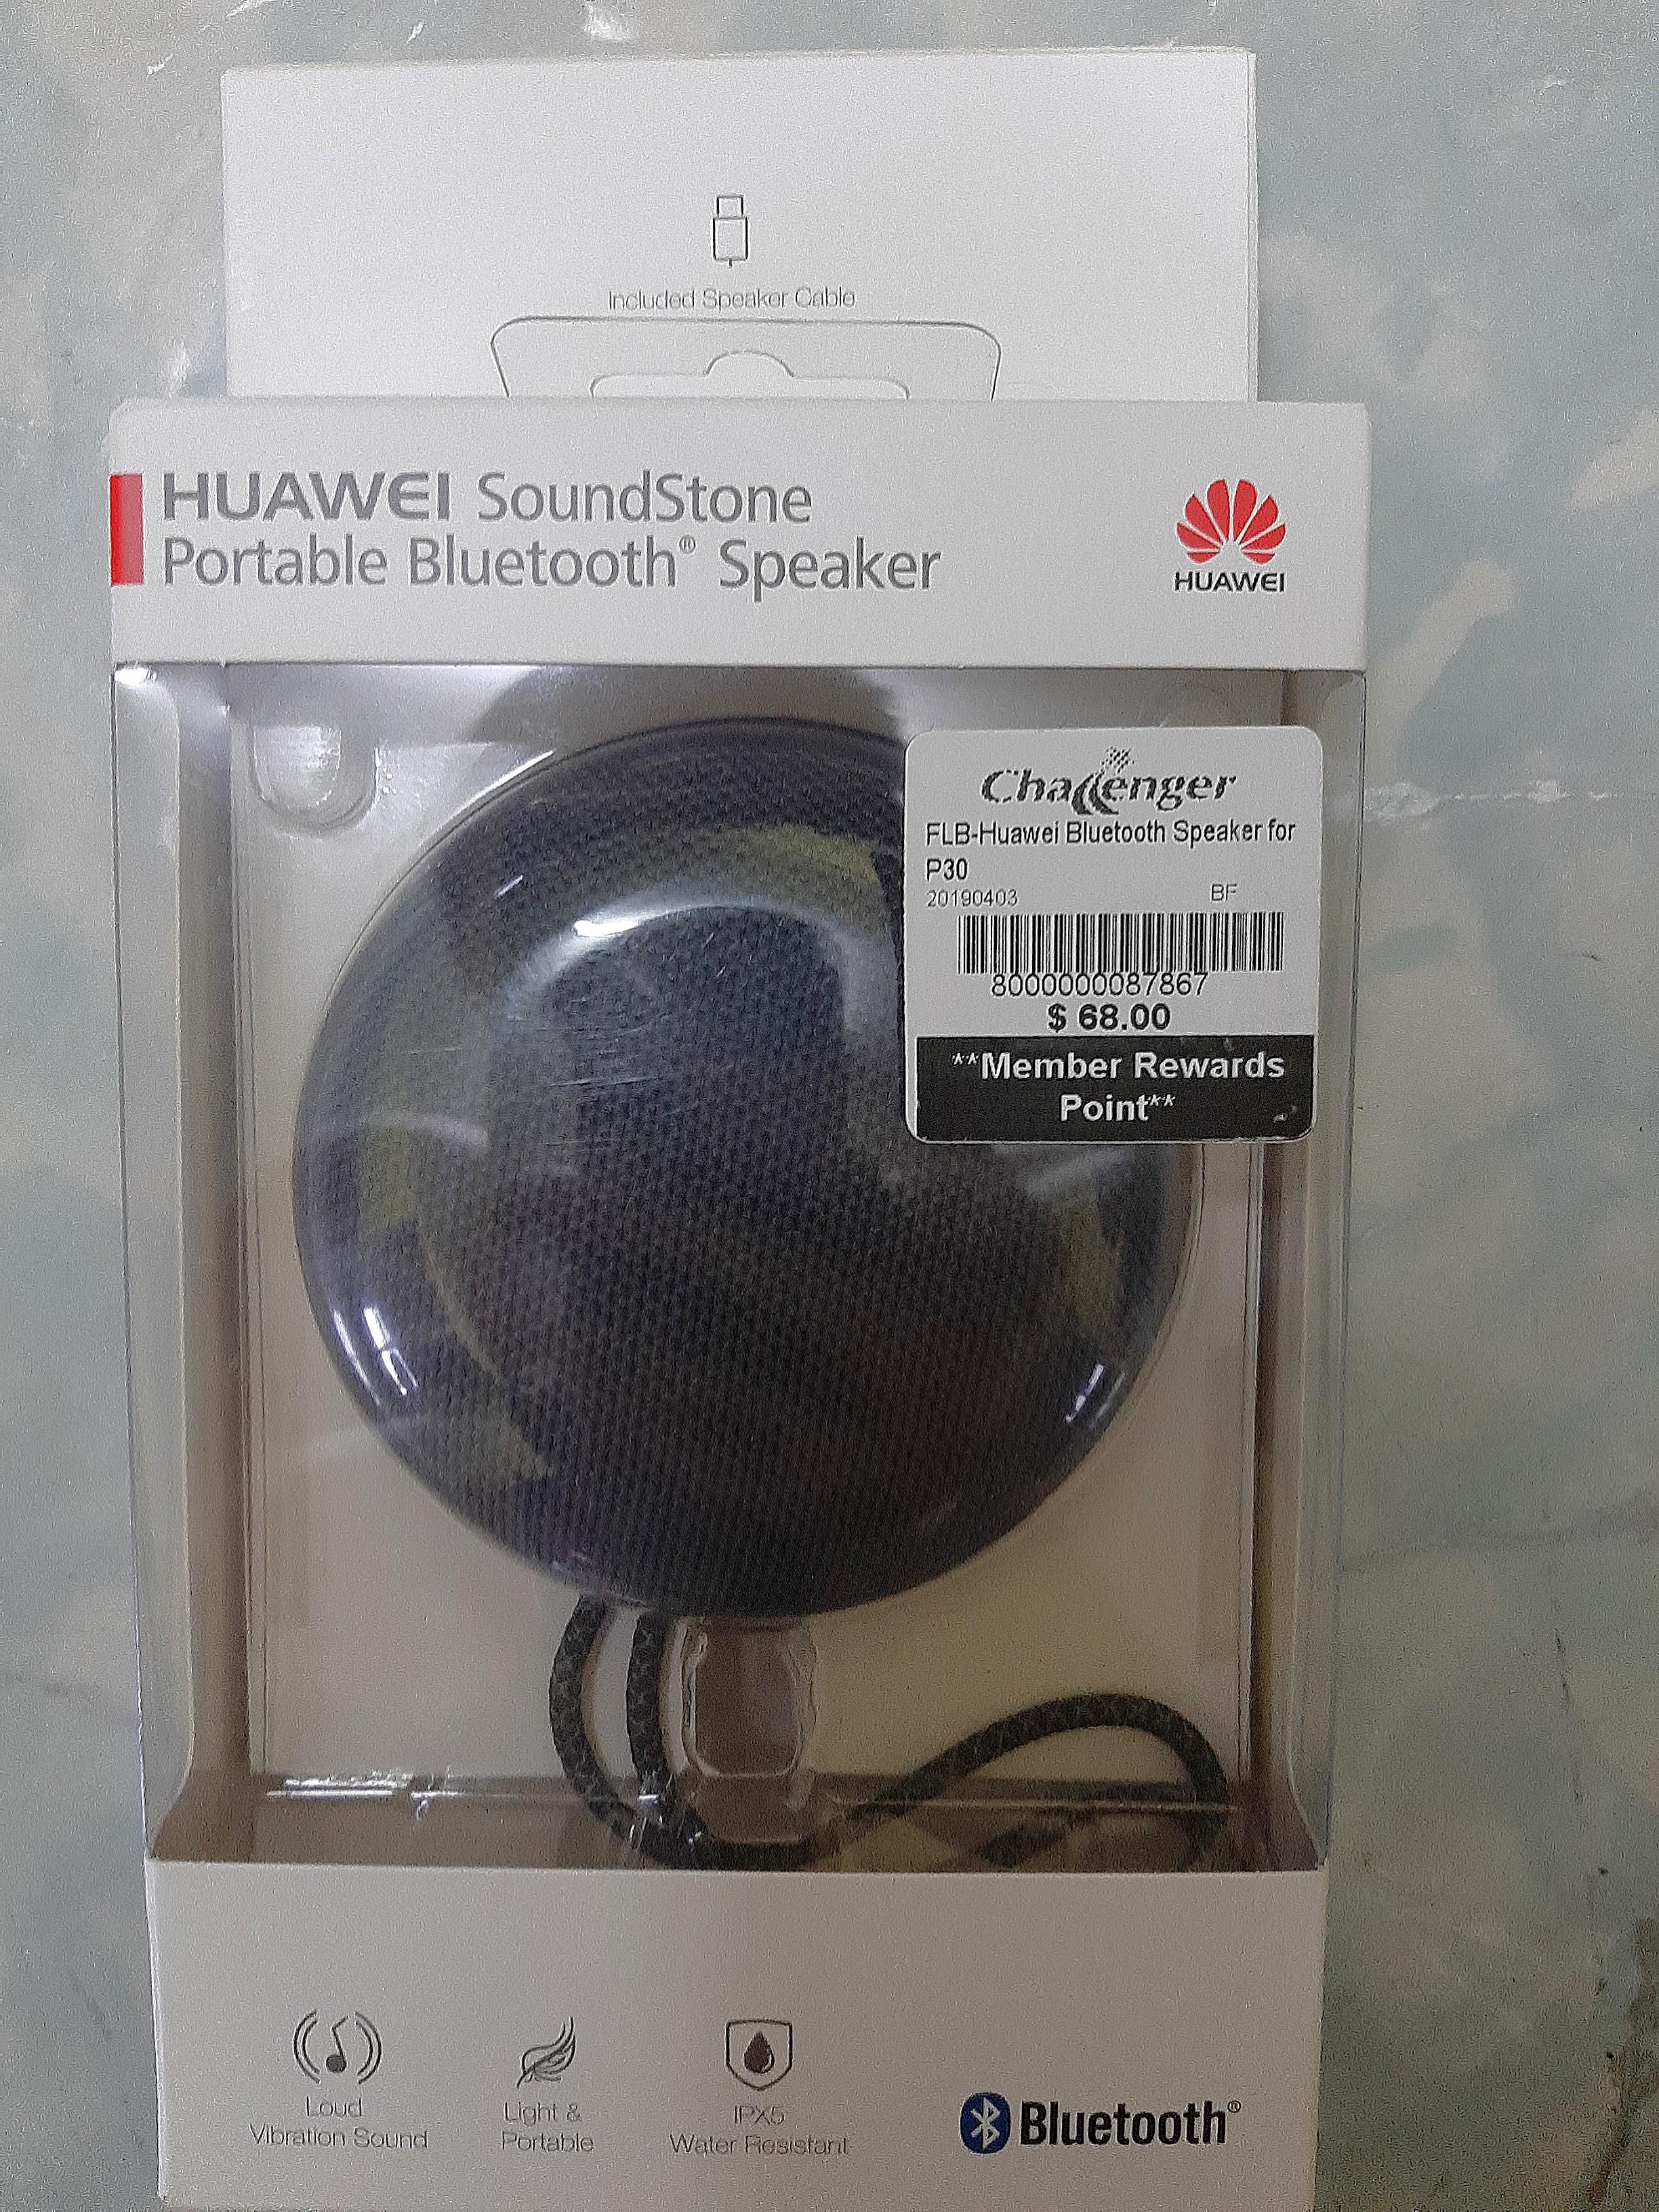 Included Speaker Cable
HUAWEI SoundStone
Portable Bluetooth® Speaker
HUAWEI
Challenger
FLB-Huawei Bluetooth Speaker for
P30
20190403 BF
8000000087867
$ 68.00
**Member Rewards
Point**
Loud
Vibration Sound
Light &
Portable
IPX5
Water Resistant
Bluetooth®